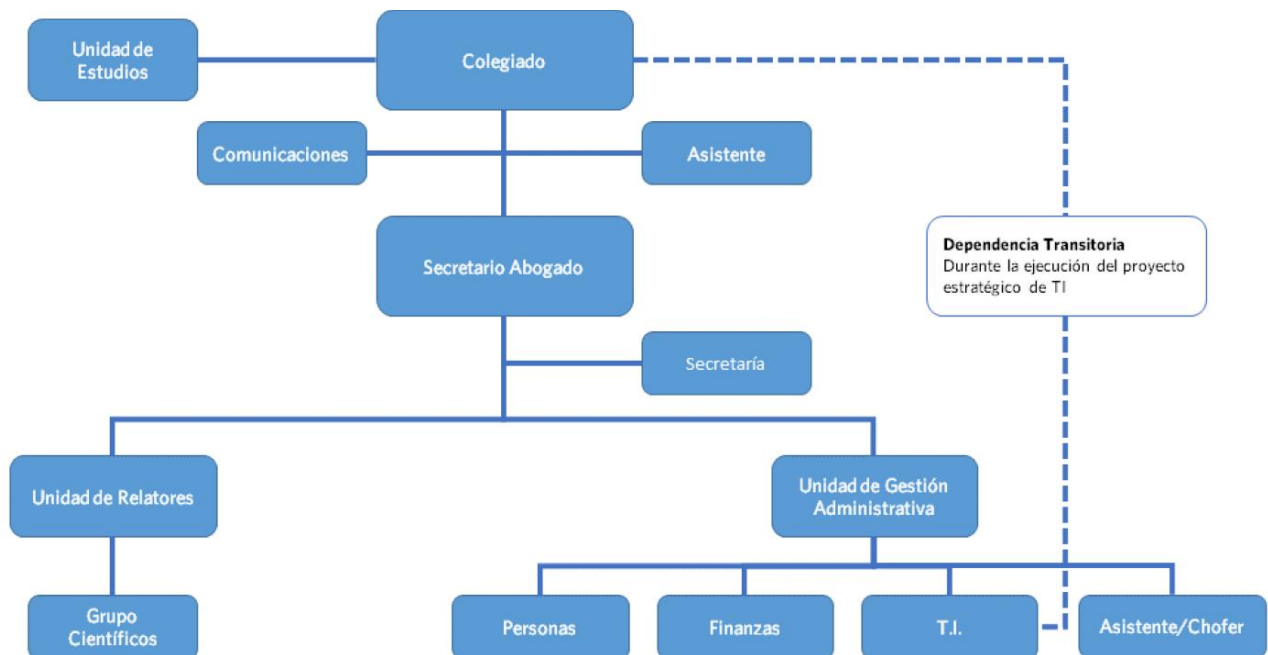 Unidad de
Estudios
Colegiado
Comunicaciones
Asistente
Secretario Abogado
Dependencia Transitoria
Durante la ejecución del proyecto
estratégico de TI
Secretaría
Unidad de Relatores
Unidad de Gestión
Administrativa
Grupo
Científicos
Personas
Finanzas
T.I.
Asistente/Chofer